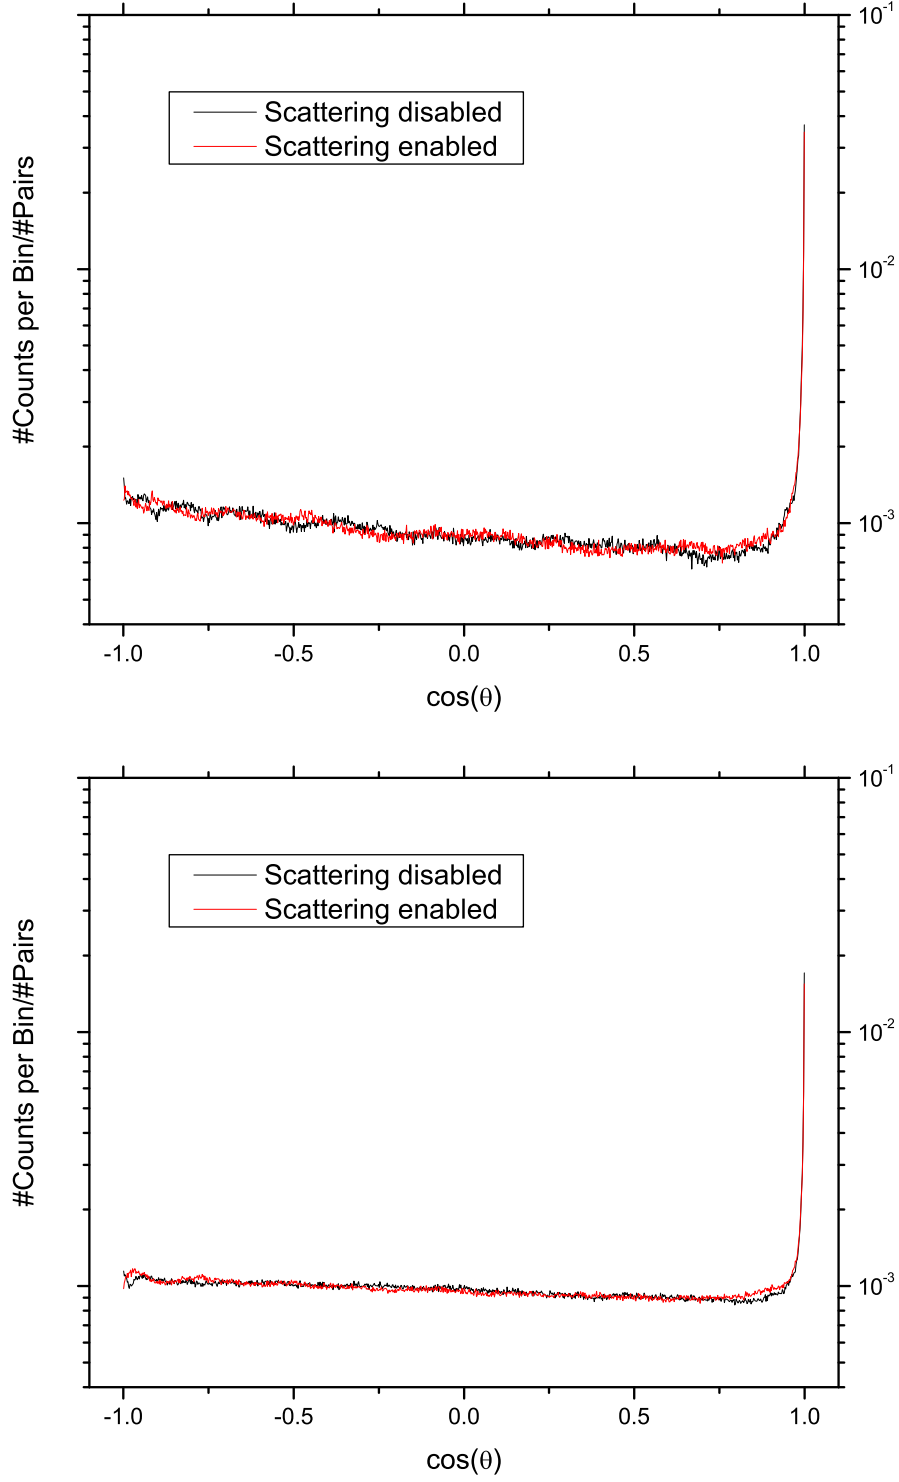 10-1
Scattering disabled
Scattering enabled
#Counts per Bin/#Pairs
10-2
10-3
-1.0 -0.5 0.0 0.5 1.0
cos(θ)
10-1
Scattering disabled
Scattering enabled
#Counts per Bin/#Pairs
10-2
10-3
-1.0 -0.5 0.0 0.5 1.0
cos(θ)